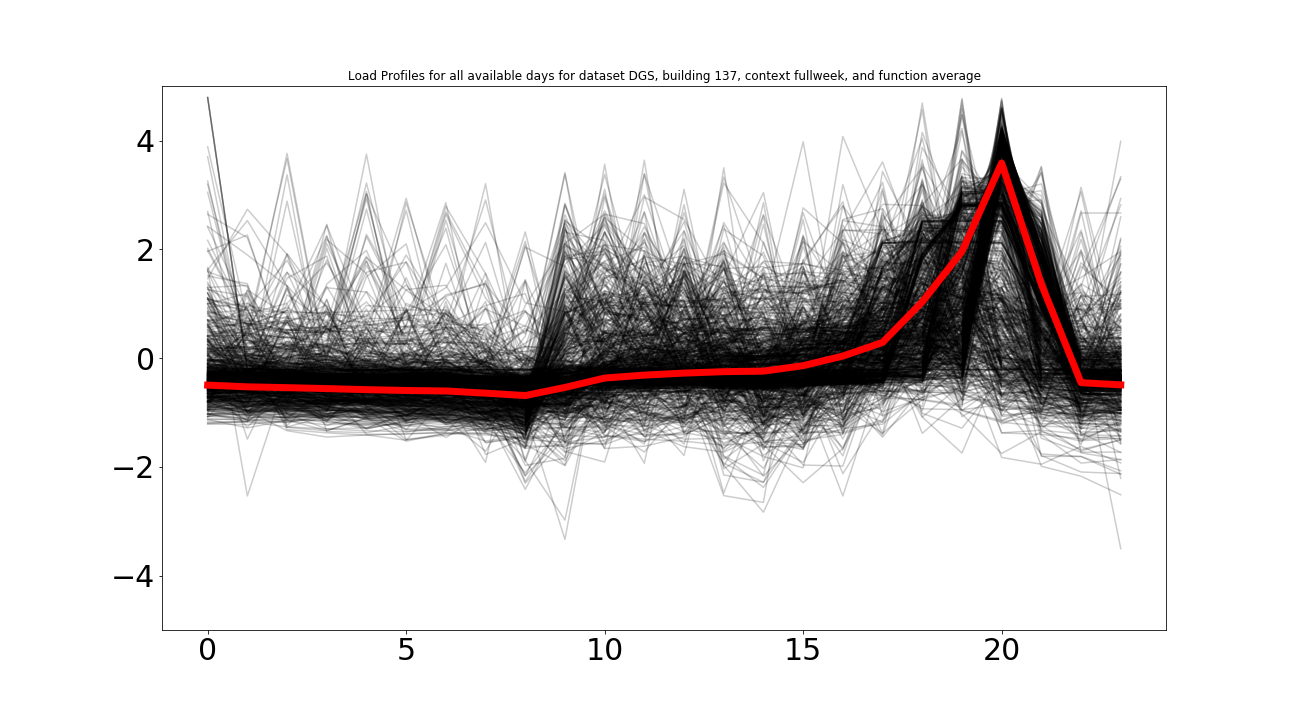 Load Profiles for all available days for dataset DGS, building 137, context fullweek, and function average
4
2
0
−2
−4
0 5 10 15 20